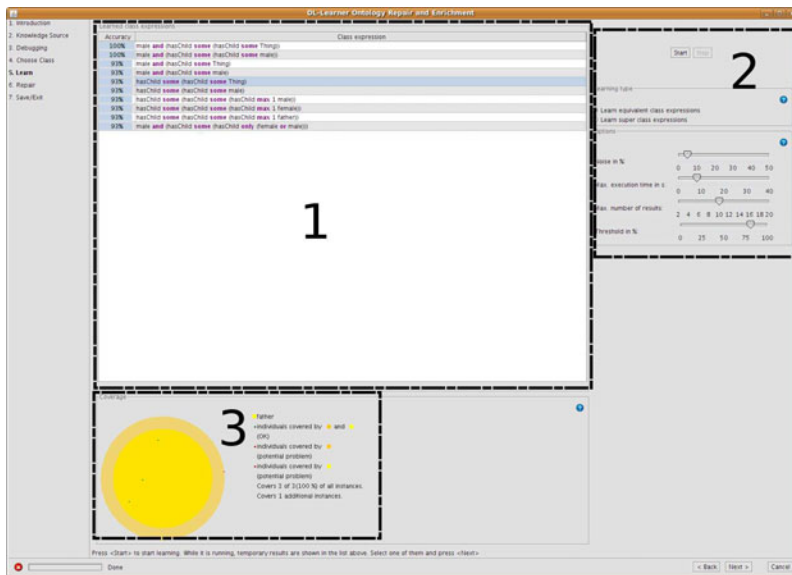 DL-Learner Ontology Repair and Enrichment
1. Introduction
2. Knowledge Source
3. Debugging
4. Choose Class
5. Learn
6. Repair
7. Save/Exit
Learned class expressions
Accuracy Class expression
100% male and (hasChild some (hasChild some Thing))
100% male and (hasChild some (hasChild some male))
93% male and (hasChild some Thing)
93% male and (hasChild some male)
93% hasChild some (hasChild some Thing)
93% hasChild some (hasChild some male)
93% hasChild some (hasChild some (hasChild max 1 male))
93% hasChild some (hasChild some (hasChild max 1 female))
93% hasChild some (hasChild some (hasChild max 1 father))
93% male and (hasChild some (hasChild only (female or male)))
1
Start Stop
2
Learning type
Learn equivalent class expressions
Learn super class expressions
Options
Noise in %:
0 10 20 30 40 50
Max. execution time in s:
0 10 20 30 40
Max. number of results:
2 4 6 8 10 12 14 16 18 20
Threshold in %:
0 25 50 75 100
Coverage
3
father
individuals covered by and
(OK)
individuals covered by
(potential problem)
individuals covered by
(potential problem)
Covers 3 of 3(100 %) of all instances.
Covers 1 additional instances.
Press <Start> to start learning. While it is running, temporary results are shown in the list above. Select one of them and press <Next>
Done
< Back Next > Cancel